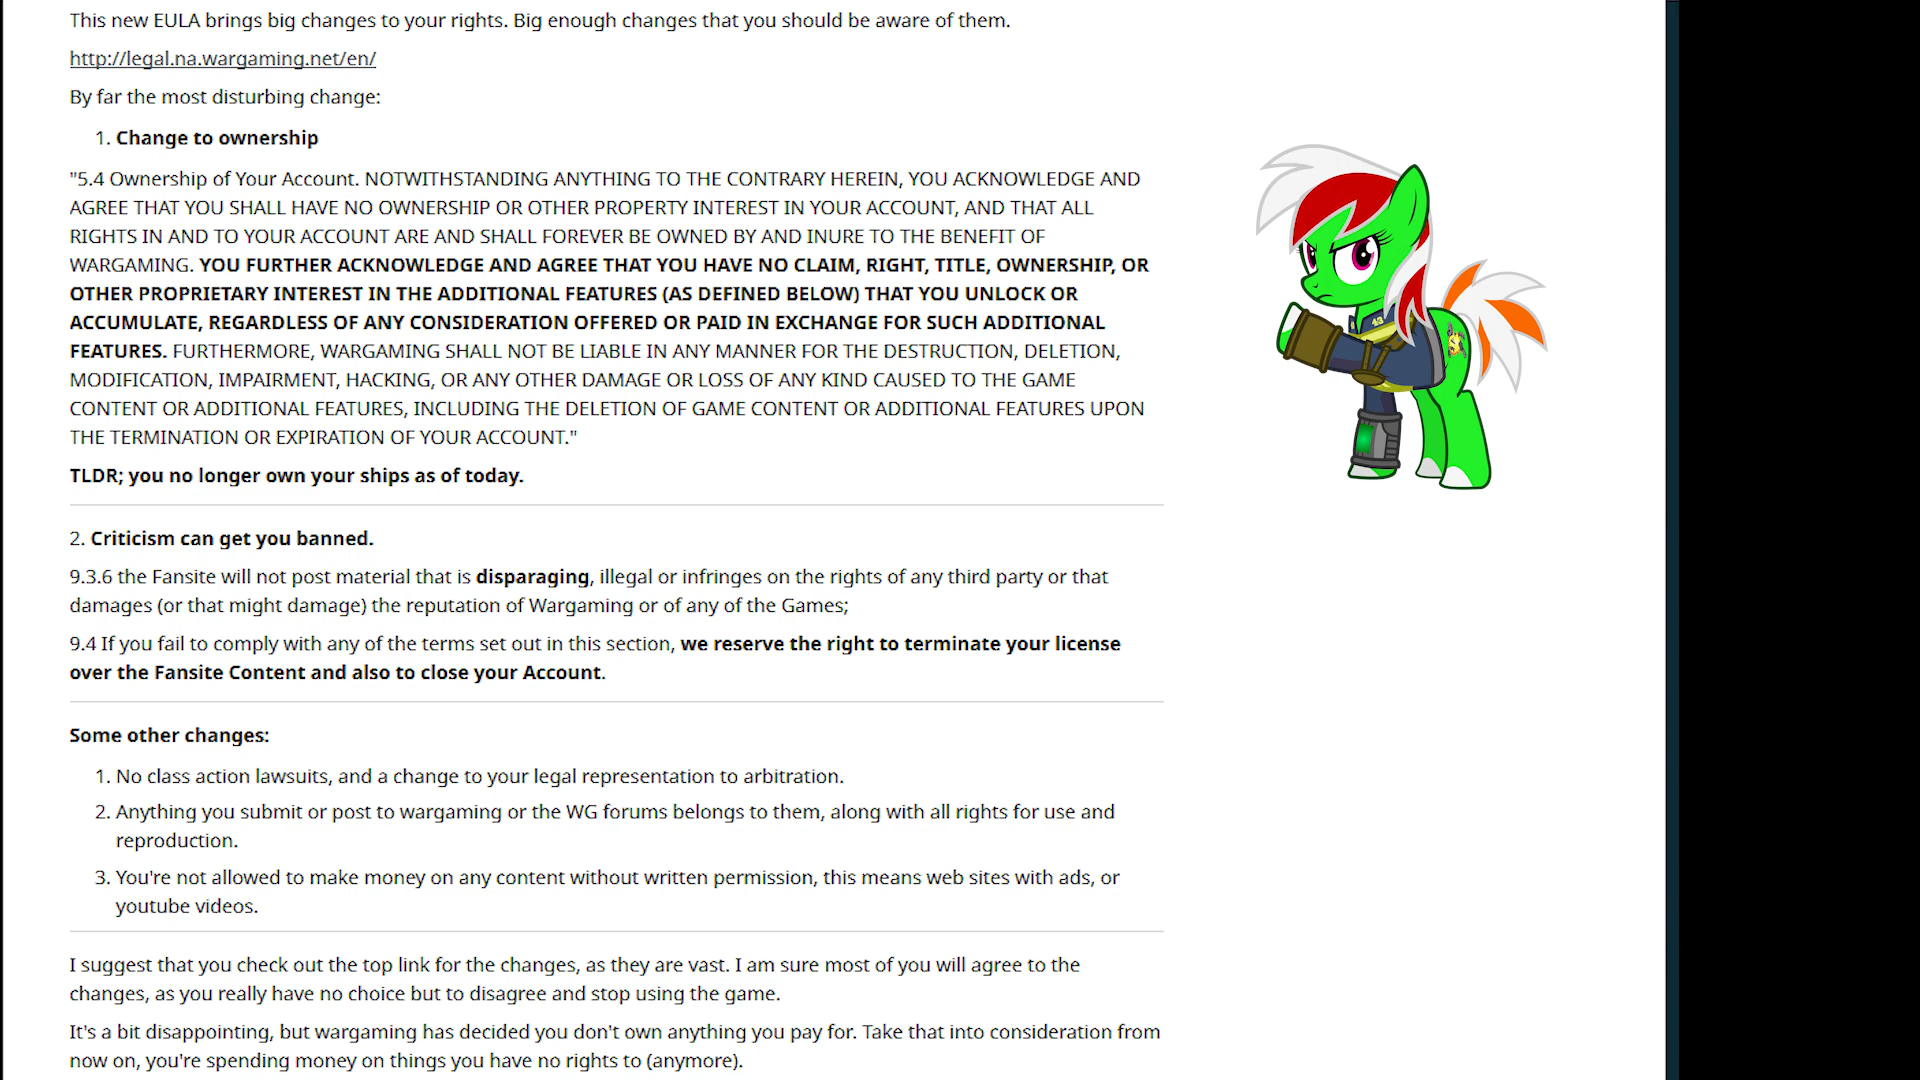 This new EULA brings big changes to your rights. Big enough changes that you should be aware of them.
http://legal.na.wargaming.net/en/
By far the most disturbing change:
1. Change to ownership
"5.4 Ownership of Your Account. NOTWITHSTANDING ANYTHING TO THE CONTRARY HEREIN, YOU ACKNOWLEDGE AND
AGREE THAT YOU SHALL HAVE NO OWNERSHIP OR OTHER PROPERTY INTEREST IN YOUR ACCOUNT, AND THAT ALL
RIGHTS IN AND TO YOUR ACCOUNT ARE AND SHALL FOREVER BE OWNED BY AND INURE TO THE BENEFIT OF
WARGAMING. YOU FURTHER ACKNOWLEDGE AND AGREE THAT YOU HAVE NO CLAIM, RIGHT, TITLE, OWNERSHIP, OR
OTHER PROPRIETARY INTEREST IN THE ADDITIONAL FEATURES (AS DEFINED BELOW) THAT YOU UNLOCK OR
ACCUMULATE, REGARDLESS OF ANY CONSIDERATION OFFERED OR PAID IN EXCHANGE FOR SUCH ADDITIONAL
FEATURES. FURTHERMORE, WARGAMING SHALL NOT BE LIABLE IN ANY MANNER FOR THE DESTRUCTION, DELETION,
MODIFICATION, IMPAIRMENT, HACKING, OR ANY OTHER DAMAGE OR LOSS OF ANY KIND CAUSED TO THE GAME
CONTENT OR ADDITIONAL FEATURES, INCLUDING THE DELETION OF GAME CONTENT OR ADDITIONAL FEATURES UPON
THE TERMINATION OR EXPIRATION OF YOUR ACCOUNT."
TLDR; you no longer own your ships as of today.
2. Criticism can get you banned.
9.3.6 the Fansite will not post material that is disparaging, illegal or infringes on the rights of any third party or that
damages (or that might damage) the reputation of Wargaming or of any of the Games;
9.4 If you fail to comply with any of the terms set out in this section, we reserve the right to terminate your license
over the Fansite Content and also to close your Account.
Some other changes:
1. No class action lawsuits, and a change to your legal representation to arbitration.
2. Anything you submit or post to wargaming or the WG forums belongs to them, along with all rights for use and
reproduction.
3. You're not allowed to make money on any content without written permission, this means web sites with ads, or
youtube videos.
I suggest that you check out the top link for the changes, as they are vast. I am sure most of you will agree to the
changes, as you really have no choice but to disagree and stop using the game.
It's a bit disappointing, but wargaming has decided you don't own anything you pay for. Take that into consideration from
now on, you're spending money on things you have no rights to (anymore).